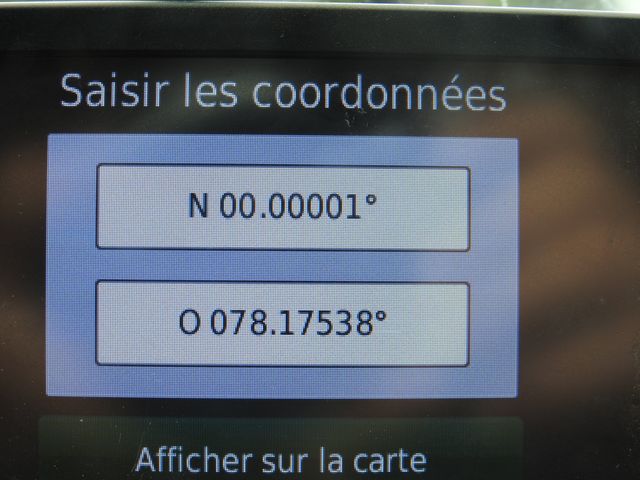 Saisir les coordonnées
N 00.00001°
O 078.17538°
Afficher sur la carte